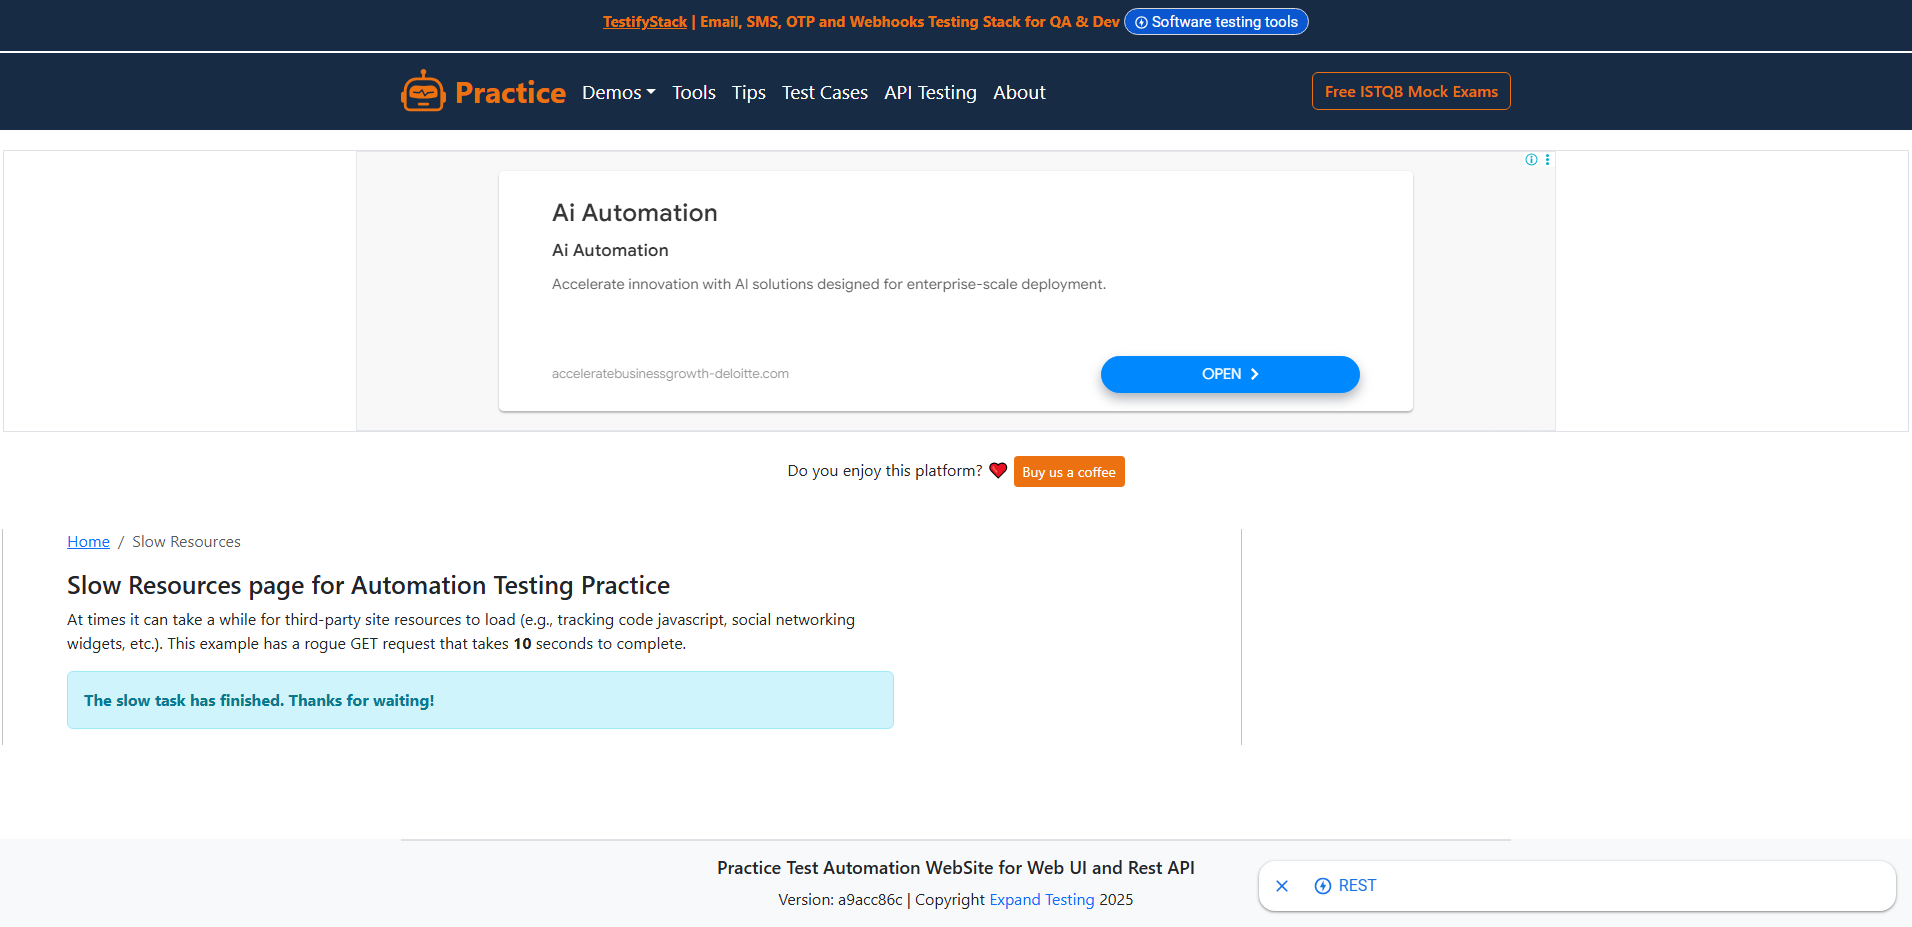 TestifyStack | Email, SMS, OTP and Webhooks Testing Stack for QA & Dev Software testing tools
Practice Demos Tools Tips Test Cases API Testing About Free ISTQB Mock Exams
Ai Automation
Ai Automation
Accelerate innovation with AI solutions designed for enterprise-scale deployment.
acceleratebusinessgrowth-deloitte.com OPEN
Do you enjoy this platform? Buy us a coffee
Home / Slow Resources
Slow Resources page for Automation Testing Practice
At times it can take a while for third-party site resources to load (e.g., tracking code javascript, social networking
widgets, etc.). This example has a rogue GET request that takes 10 seconds to complete.
The slow task has finished. Thanks for waiting!
Practice Test Automation WebSite for Web UI and Rest API
Version: a9acc86c | Copyright Expand Testing 2025
REST